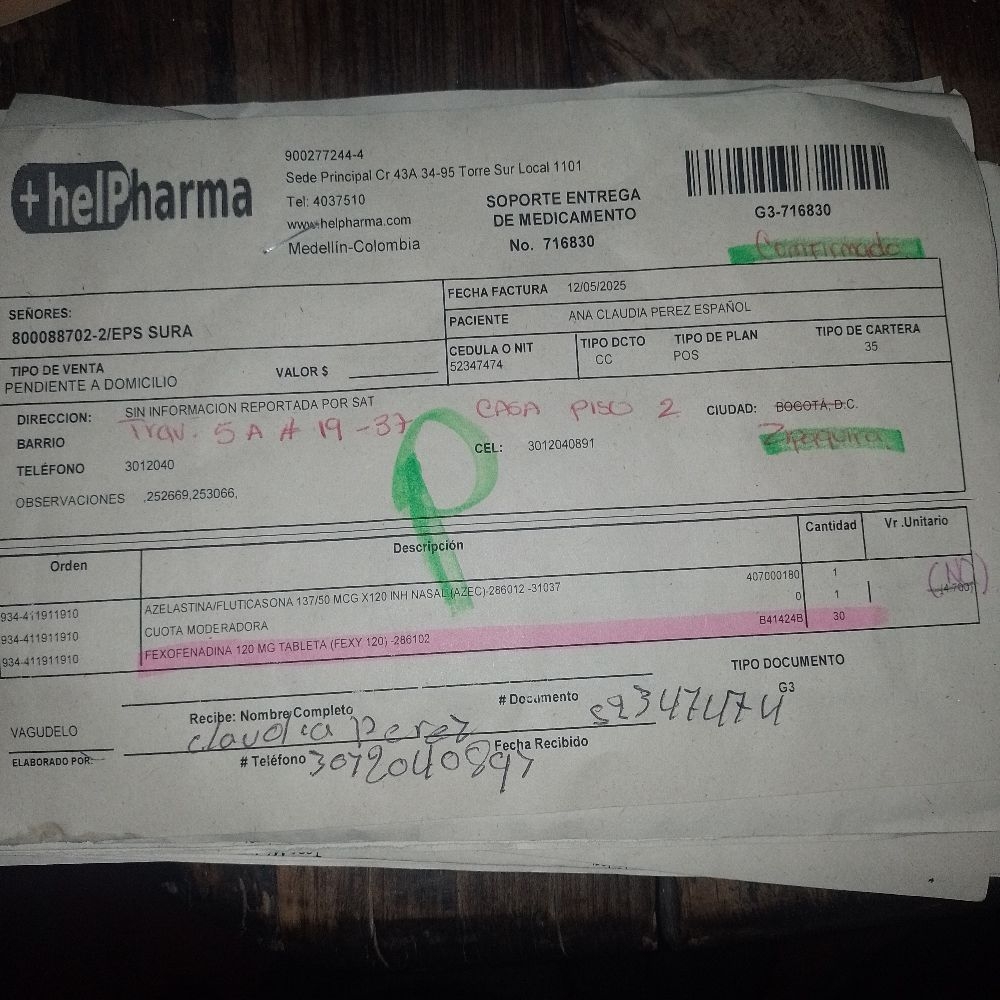 +helPharma
900277244-4
Sede Principal Cr 43A 34-95 Torre Sur Local 1101
Tel: 4037510
www.helpharma.com
Medellín-Colombia
SOPORTE ENTREGA
DE MEDICAMENTO
No. 716830
G3-716830
Confirmado
SEÑORES:
800088702-2/EPS SURA
FECHA FACTURA 12/05/2025
PACIENTE ANA CLAUDIA PEREZ ESPAÑOL
TIPO DE VENTA
PENDIENTE A DOMICILIO
VALOR $
CEDULA O NIT
52347474
TIPO DCTO
CC
TIPO DE PLAN
POS
TIPO DE CARTERA
35
DIRECCION: SIN INFORMACION REPORTADA POR SAT
Trav. 5 A # 19-37 CASA PISO 2
CIUDAD: BOGOTÁ, D.C.
Zipaquira
BARRIO
CEL: 3012040891
TELÉFONO 3012040
OBSERVACIONES ,252669,253066,
P
Orden Descripción Cantidad Vr .Unitario
934-411911910 AZELASTINA/FLUTICASONA 137/50 MCG X120 INH NASAL (AZEC)-286012 -31037 407000180 1
934-411911910 CUOTA MODERADORA 0 1 (NO)
934-411911910 FEXOFENADINA 120 MG TABLETA (FEXY 120) -286102 B41424B 30
TIPO DOCUMENTO
G3
VAGUDELO
ELABORADO POR:
Recibe: Nombre Completo
claudia perez
# Documento 52347474
# Teléfono 3012040891
Fecha Recibido